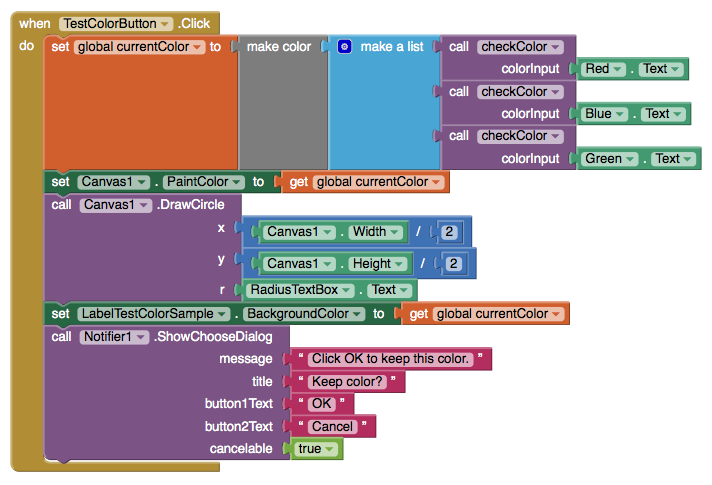 when TestColorButton .Click
do set global currentColor to make color make a list call checkColor
colorInput Red . Text
call checkColor
colorInput Blue . Text
call checkColor
colorInput Green . Text
set Canvas1 . PaintColor to get global currentColor
call Canvas1 .DrawCircle
x Canvas1 . Width / 2
y Canvas1 . Height / 2
r RadiusTextBox . Text
set LabelTestColorSample . BackgroundColor to get global currentColor
call Notifier1 .ShowChooseDialog
message “ Click OK to keep this color. ”
title “ Keep color? ”
button1Text “ OK ”
button2Text “ Cancel ”
cancelable true